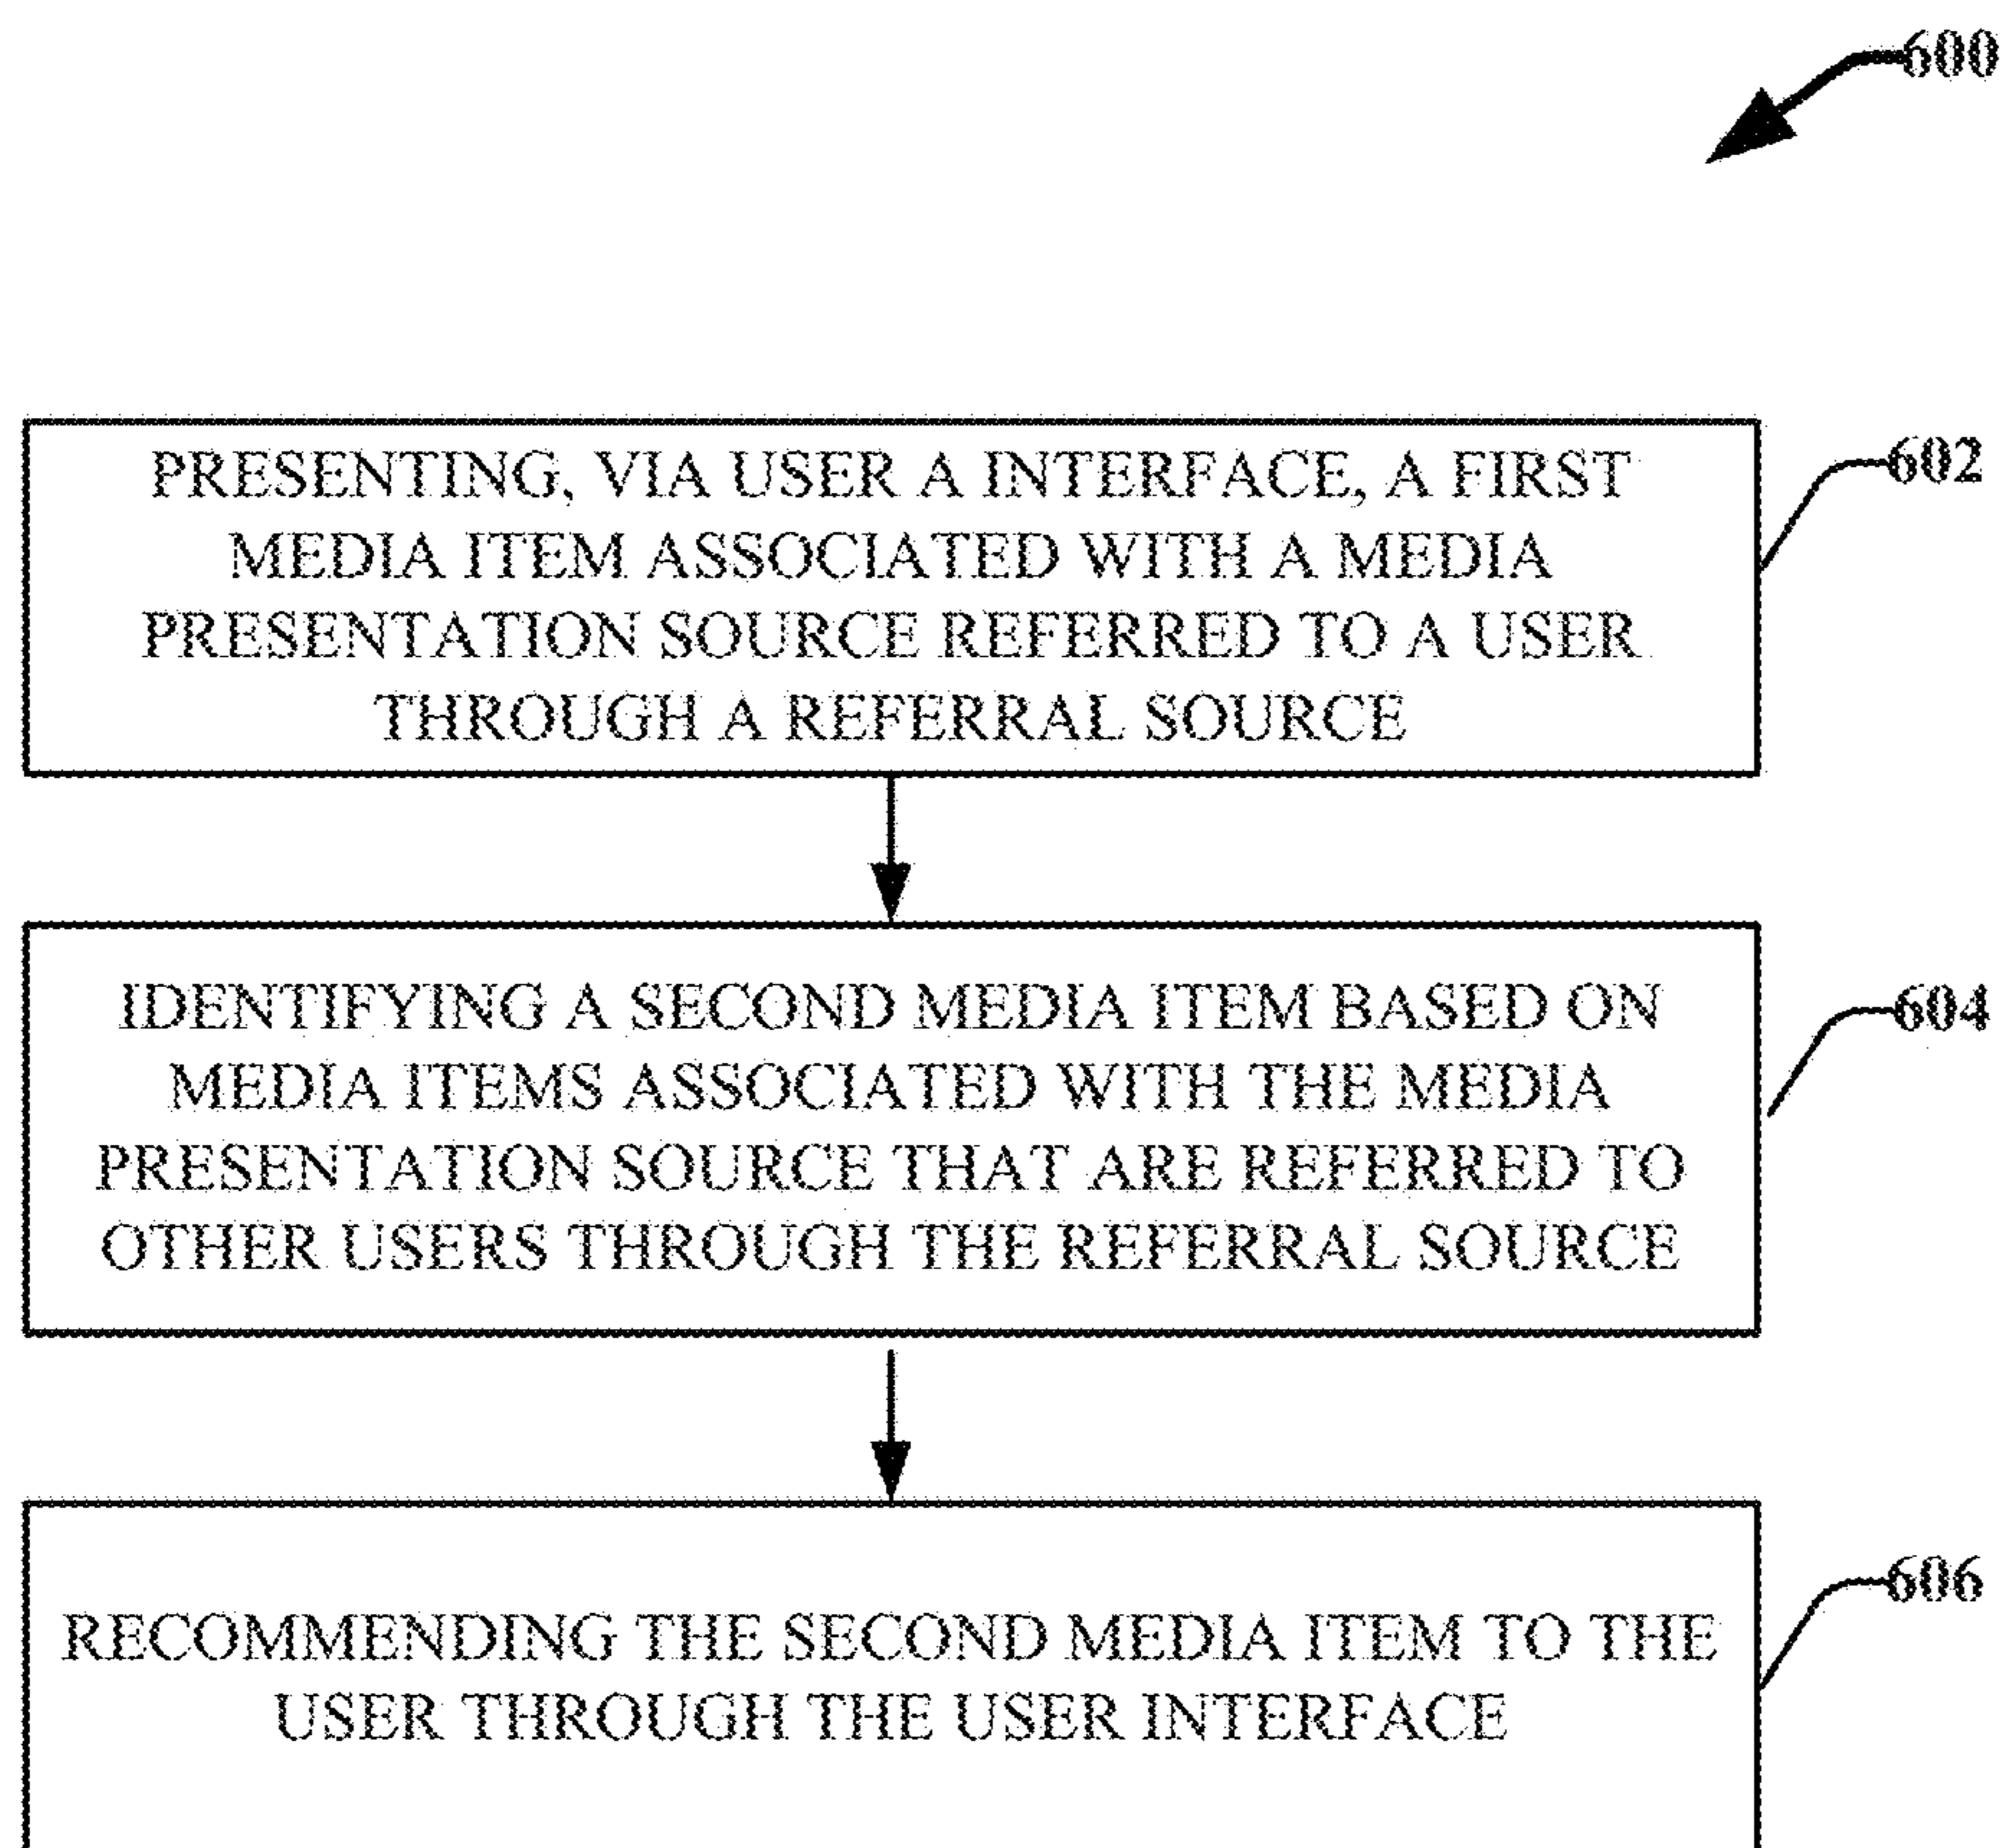 600
PRESENTING, VIA USER A INTERFACE, A FIRST
MEDIA ITEM ASSOCIATED WITH A MEDIA
PRESENTATION SOURCE REFERRED TO A USER
THROUGH A REFERRAL SOURCE
602
IDENTIFYING A SECOND MEDIA ITEM BASED ON
MEDIA ITEMS ASSOCIATED WITH THE MEDIA
PRESENTATION SOURCE THAT ARE REFERRED TO
OTHER USERS THROUGH THE REFERRAL SOURCE
604
RECOMMENDING THE SECOND MEDIA ITEM TO THE
USER THROUGH THE USER INTERFACE
606